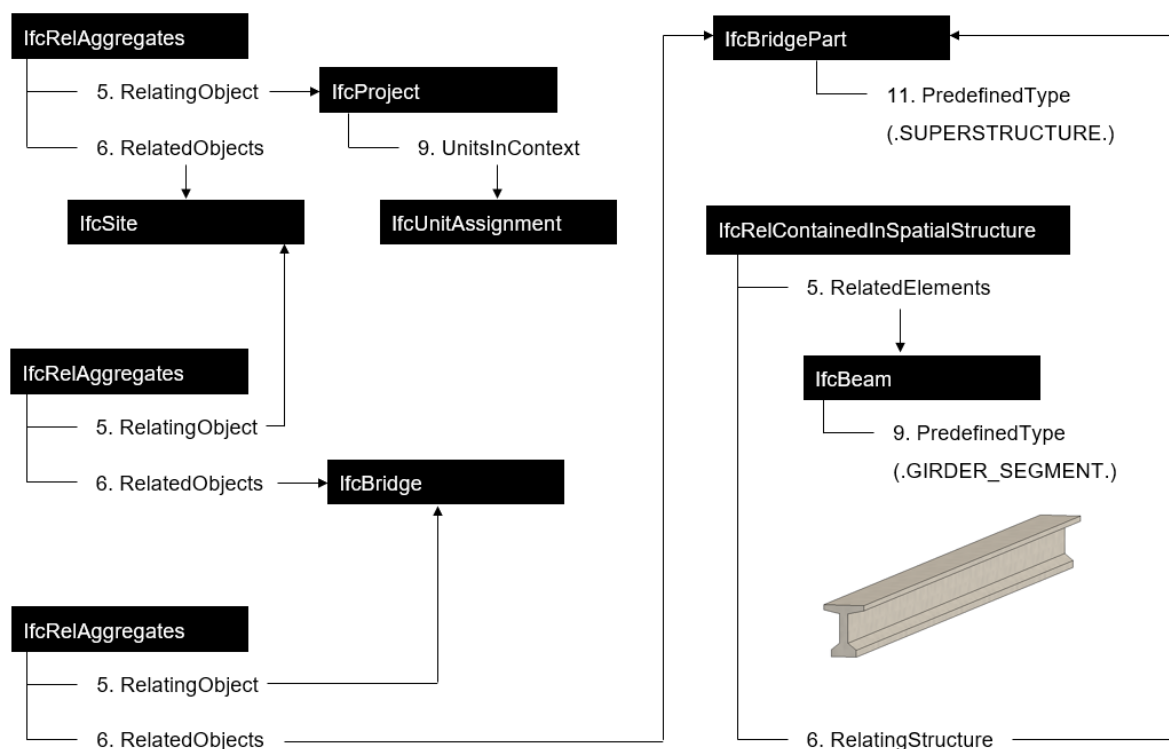 IfcRelAggregates
5. RelatingObject
IfcProject
6. RelatedObjects
9. UnitsInContext
IfcSite
IfcUnitAssignment
IfcRelAggregates
5. RelatingObject
6. RelatedObjects
IfcBridge
IfcRelAggregates
5. RelatingObject
6. RelatedObjects
IfcBridgePart
11. PredefinedType
(.SUPERSTRUCTURE.)
IfcRelContainedInSpatialStructure
5. RelatedElements
IfcBeam
9. PredefinedType
(.GIRDER_SEGMENT.)
6. RelatingStructure